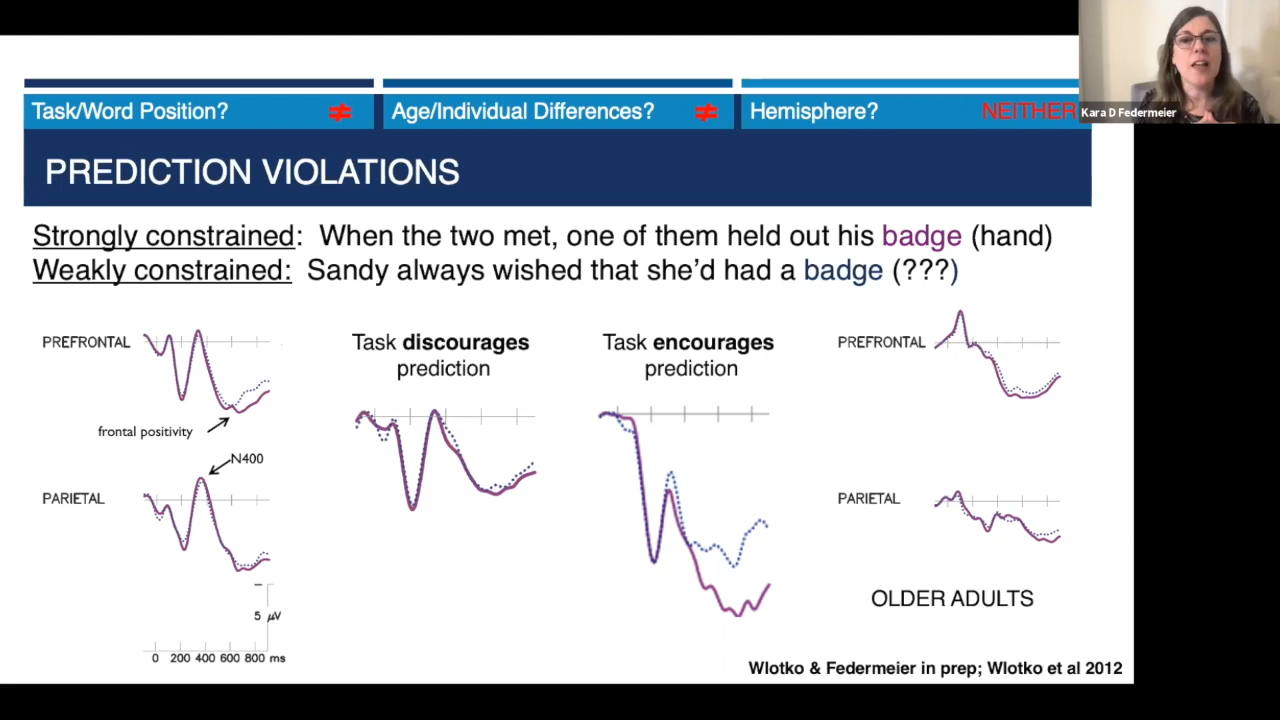 Task/Word Position? ≠ Age/Individual Differences? ≠ Hemisphere? NEITHER
Kara D Federmeier
PREDICTION VIOLATIONS
Strongly constrained: When the two met, one of them held out his badge (hand)
Weakly constrained: Sandy always wished that she'd had a badge (???)
PREFRONTAL
frontal positivity
N400
PARIETAL
5 µV
0 200 400 600 800 ms
Task discourages
prediction
Task encourages
prediction
PREFRONTAL
PARIETAL
OLDER ADULTS
Wlotko & Federmeier in prep; Wlotko et al 2012